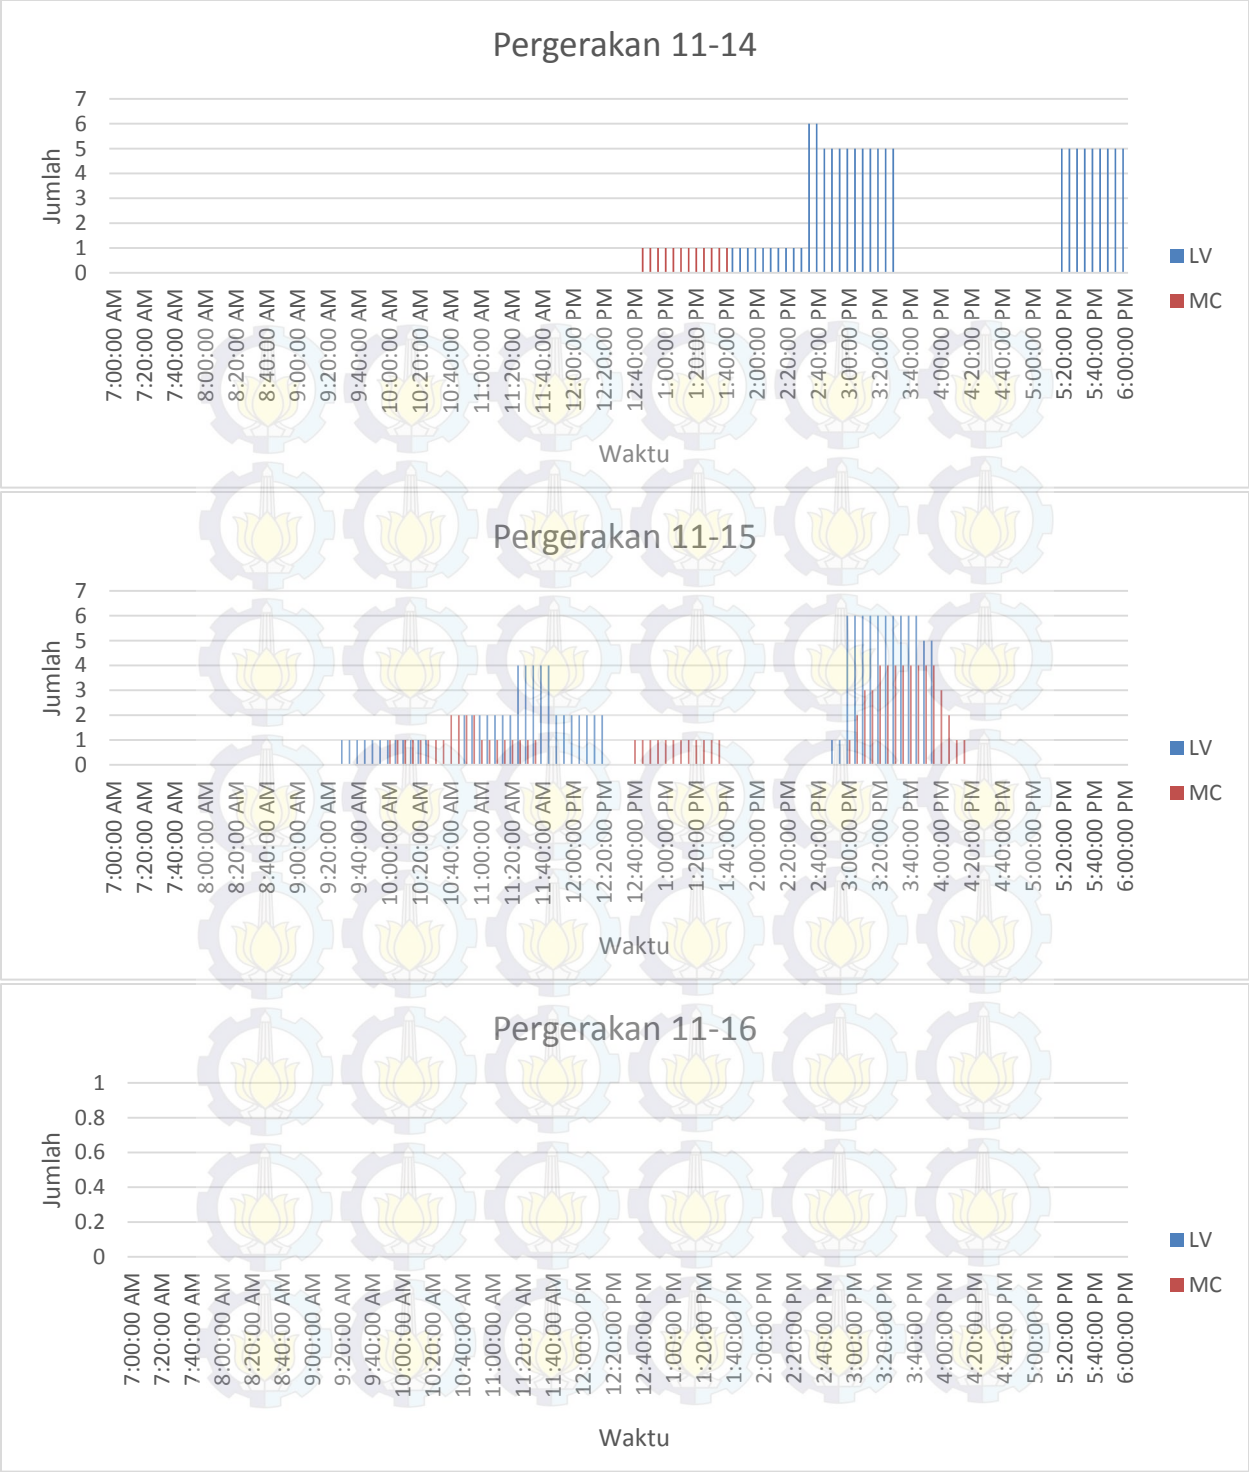 Pergerakan 11-14
7
6
5
4
3
2
1
0
Jumlah
LV
MC
7:00:00 AM
7:20:00 AM
7:40:00 AM
8:00:00 AM
8:20:00 AM
8:40:00 AM
9:00:00 AM
9:20:00 AM
9:40:00 AM
10:00:00 AM
10:20:00 AM
10:40:00 AM
11:00:00 AM
11:20:00 AM
11:40:00 AM
12:00:00 PM
12:20:00 PM
12:40:00 PM
1:00:00 PM
1:20:00 PM
1:40:00 PM
2:00:00 PM
2:20:00 PM
2:40:00 PM
3:00:00 PM
3:20:00 PM
3:40:00 PM
4:00:00 PM
4:20:00 PM
4:40:00 PM
5:00:00 PM
5:20:00 PM
5:40:00 PM
6:00:00 PM
Waktu
Pergerakan 11-15
7
6
5
4
3
2
1
0
Jumlah
LV
MC
7:00:00 AM
7:20:00 AM
7:40:00 AM
8:00:00 AM
8:20:00 AM
8:40:00 AM
9:00:00 AM
9:20:00 AM
9:40:00 AM
10:00:00 AM
10:20:00 AM
10:40:00 AM
11:00:00 AM
11:20:00 AM
11:40:00 AM
12:00:00 PM
12:20:00 PM
12:40:00 PM
1:00:00 PM
1:20:00 PM
1:40:00 PM
2:00:00 PM
2:20:00 PM
2:40:00 PM
3:00:00 PM
3:20:00 PM
3:40:00 PM
4:00:00 PM
4:20:00 PM
4:40:00 PM
5:00:00 PM
5:20:00 PM
5:40:00 PM
6:00:00 PM
Waktu
Pergerakan 11-16
1
0.8
0.6
0.4
0.2
0
Jumlah
LV
MC
7:00:00 AM
7:20:00 AM
7:40:00 AM
8:00:00 AM
8:20:00 AM
8:40:00 AM
9:00:00 AM
9:20:00 AM
9:40:00 AM
10:00:00 AM
10:20:00 AM
10:40:00 AM
11:00:00 AM
11:20:00 AM
11:40:00 AM
12:00:00 PM
12:20:00 PM
12:40:00 PM
1:00:00 PM
1:20:00 PM
1:40:00 PM
2:00:00 PM
2:20:00 PM
2:40:00 PM
3:00:00 PM
3:20:00 PM
3:40:00 PM
4:00:00 PM
4:20:00 PM
4:40:00 PM
5:00:00 PM
5:20:00 PM
5:40:00 PM
6:00:00 PM
Waktu